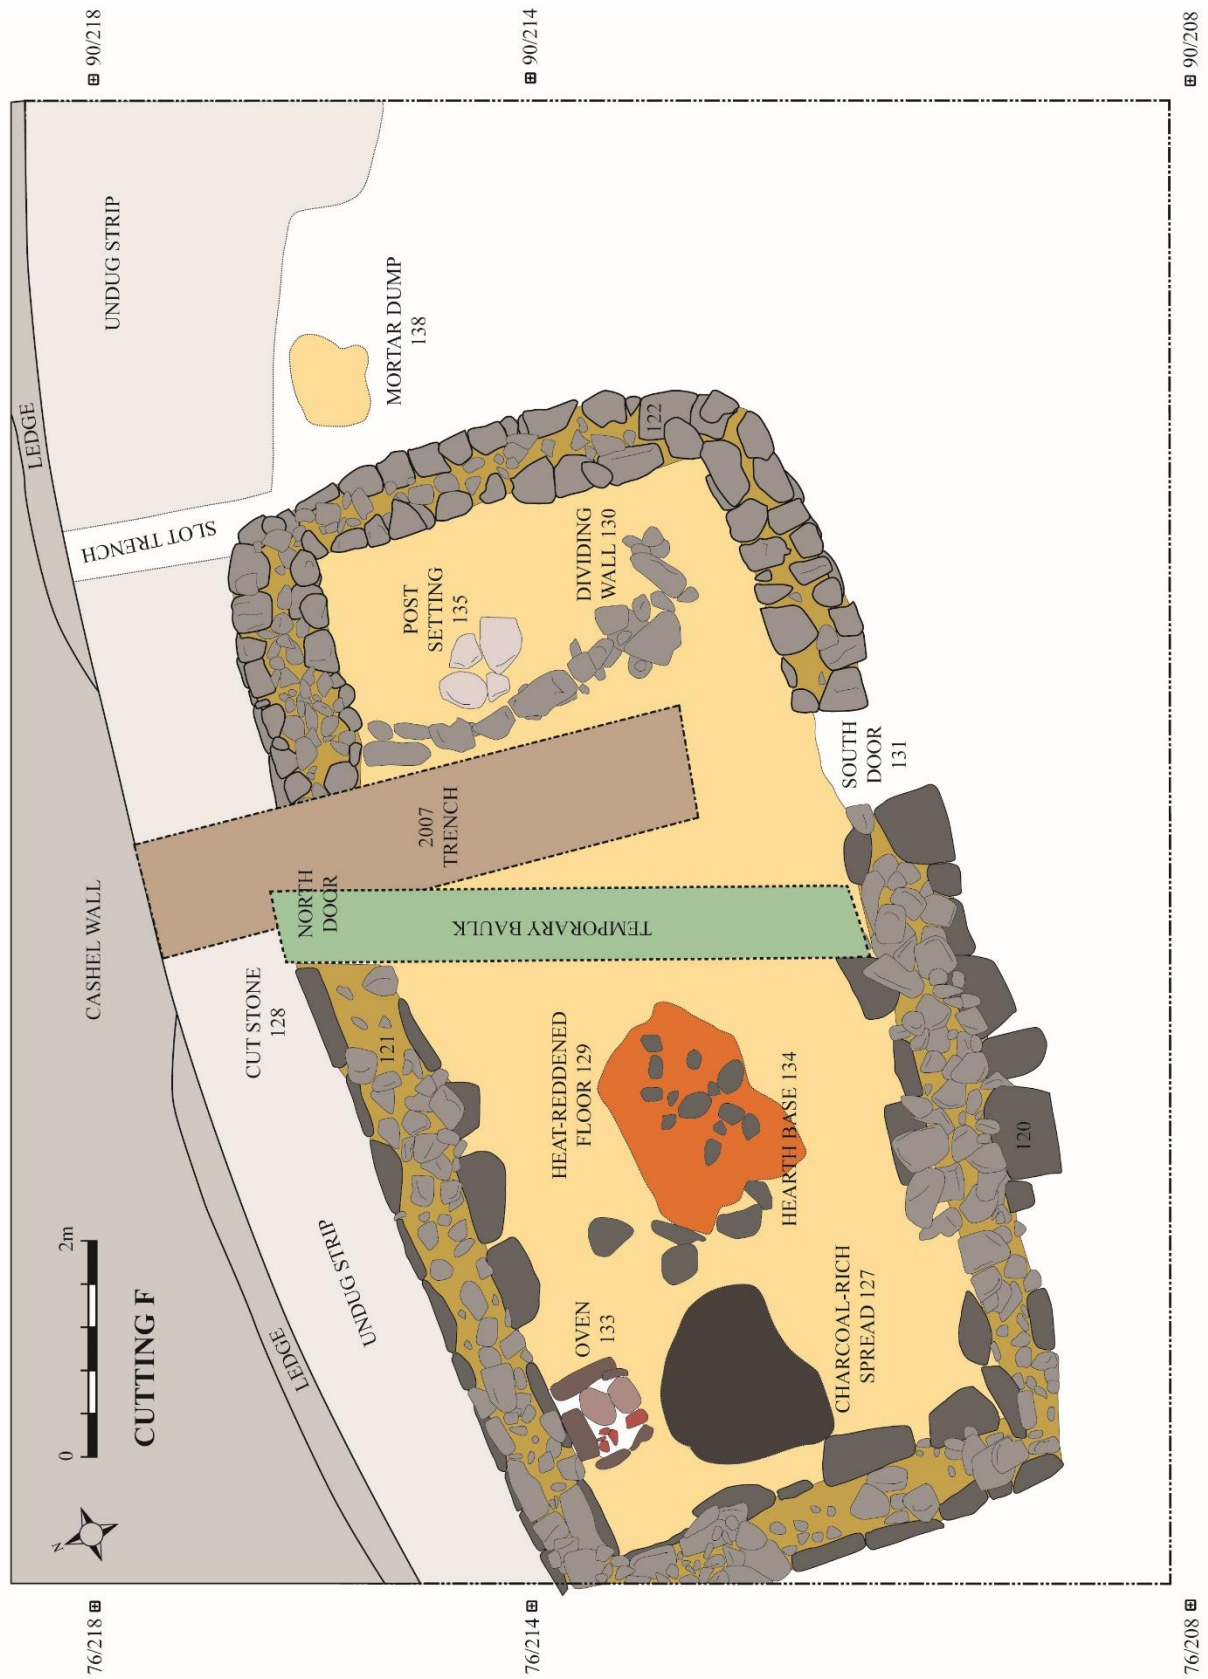 76/218
76/214
76/208
90/218
90/214
90/208
N
0
2m
CUTTING F
CASHEL WALL
LEDGE
UNDUG STRIP
LEDGE
UNDUG STRIP
SLOT TRENCH
CUT STONE
128
NORTH
DOOR
2007
TRENCH
TEMPORARY BAULK
MORTAR DUMP
138
POST
SETTING
135
DIVIDING
WALL 130
122
121
120
SOUTH
DOOR
131
HEAT-REDDENED
FLOOR 129
HEARTH BASE 134
OVEN
133
CHARCOAL-RICH
SPREAD 127